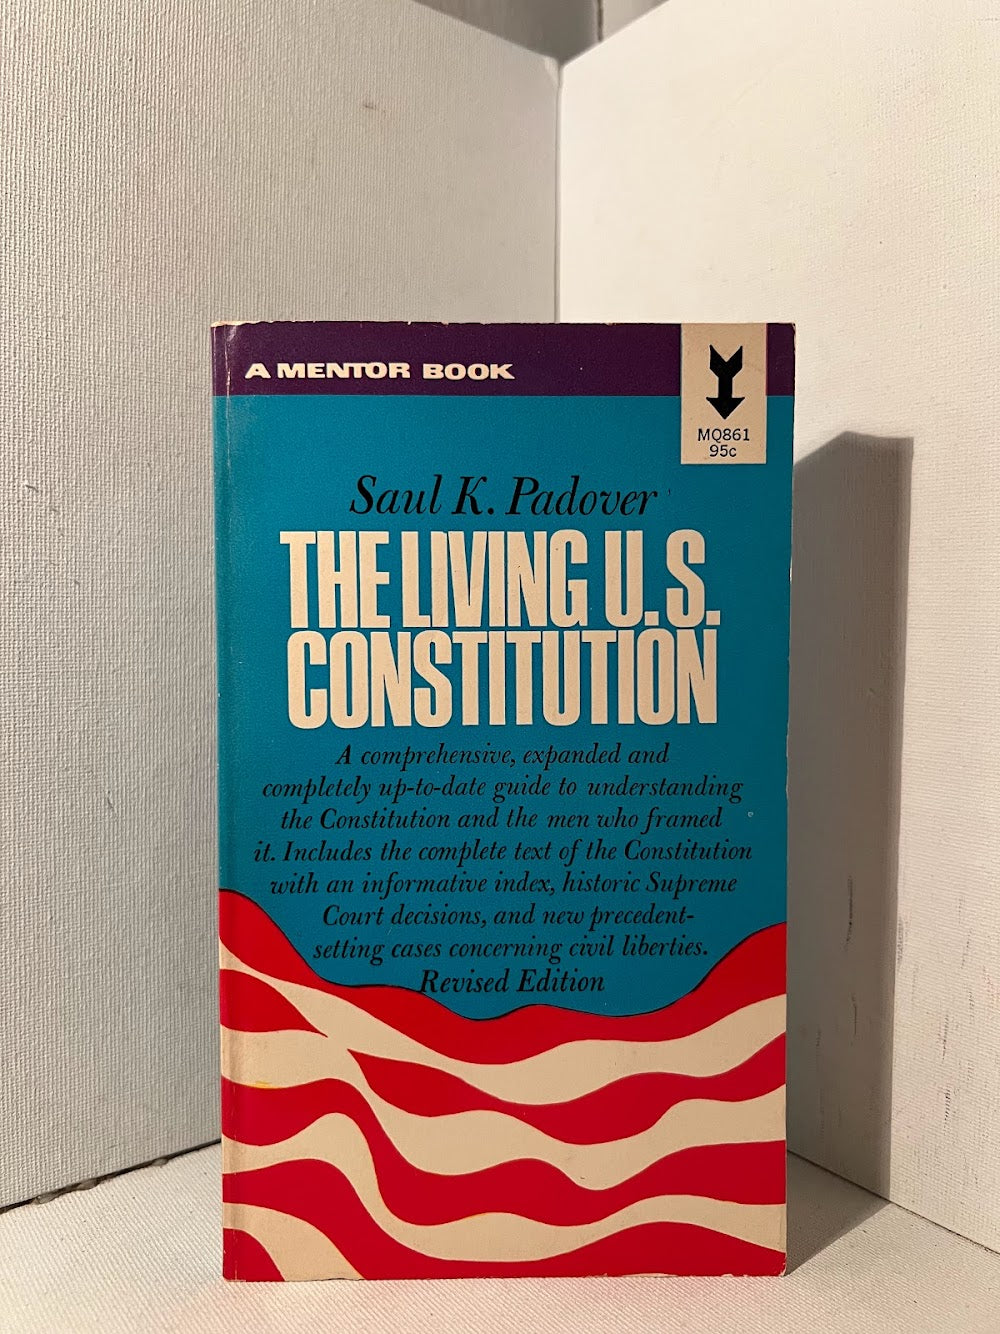 A MENTOR BOOK
MQ861
95c
Saul K. Padover
THE LIVING U.S.
CONSTITUTION
A comprehensive, expanded and
completely up-to-date guide to understanding
the Constitution and the men who framed
it. Includes the complete text of the Constitution
with an informative index, historic Supreme
Court decisions, and new precedent-
setting cases concerning civil liberties.
Revised Edition